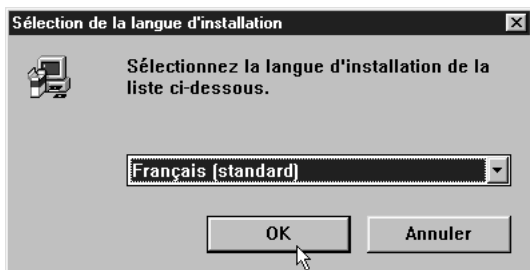 Sélection de la langue d'installation
Sélectionnez la langue d'installation de la
liste ci-dessous.
Français (standard)
OK
Annuler